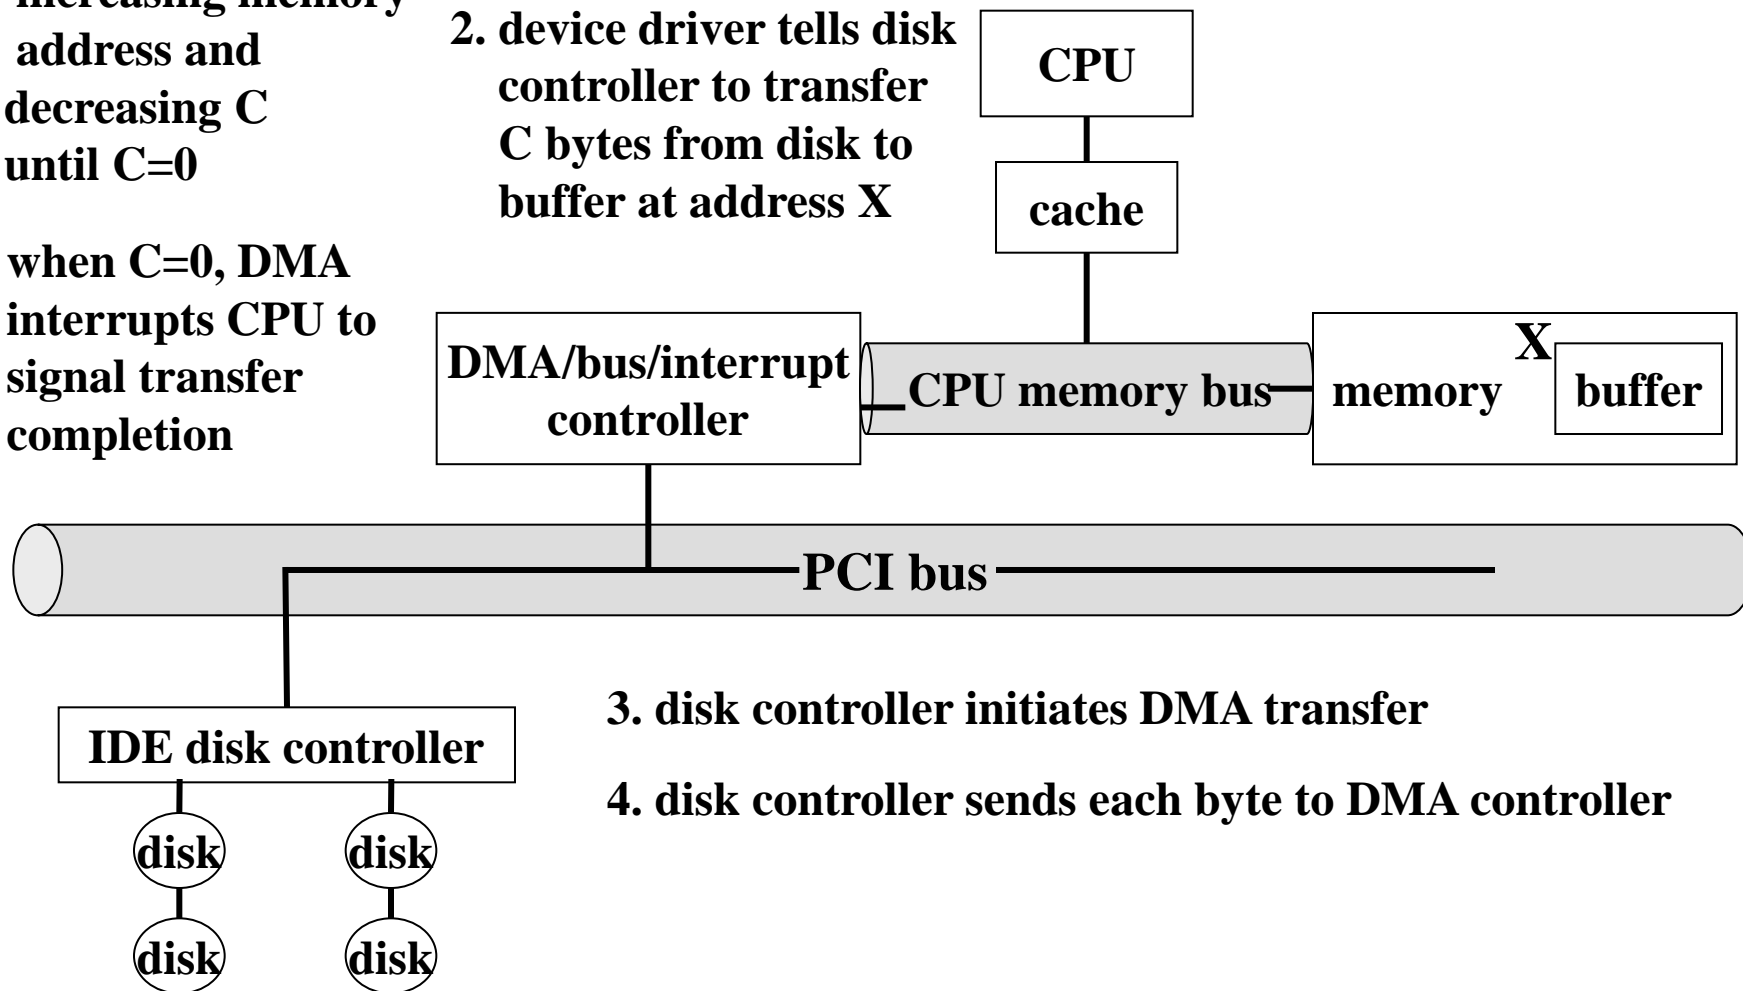 increasing memory
address and
decreasing C
until C=0
when C=0, DMA
interrupts CPU to
signal transfer
completion
2. device driver tells disk
controller to transfer
C bytes from disk to
buffer at address X
CPU
cache
DMA/bus/interrupt
controller
CPU memory bus
memory
X
buffer
PCI bus
IDE disk controller
3. disk controller initiates DMA transfer
4. disk controller sends each byte to DMA controller
disk
disk
disk
disk